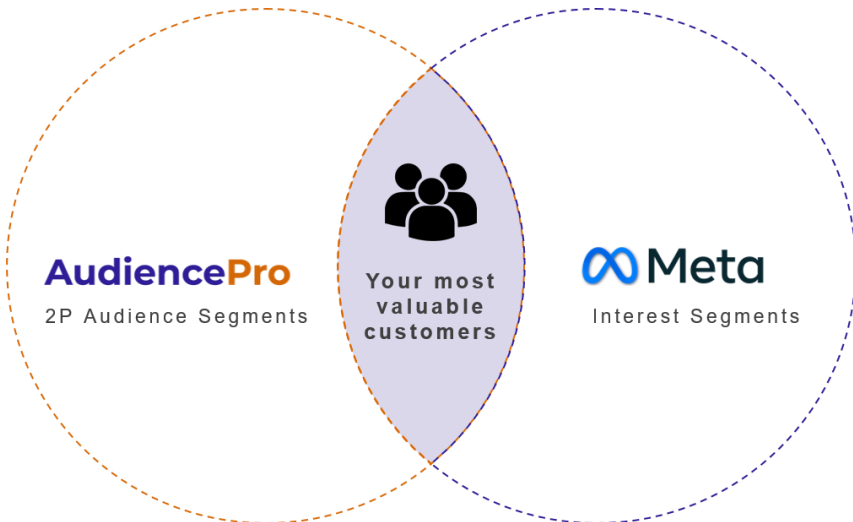 AudiencePro
2P Audience Segments
Your most
valuable
customers
Meta
Interest Segments